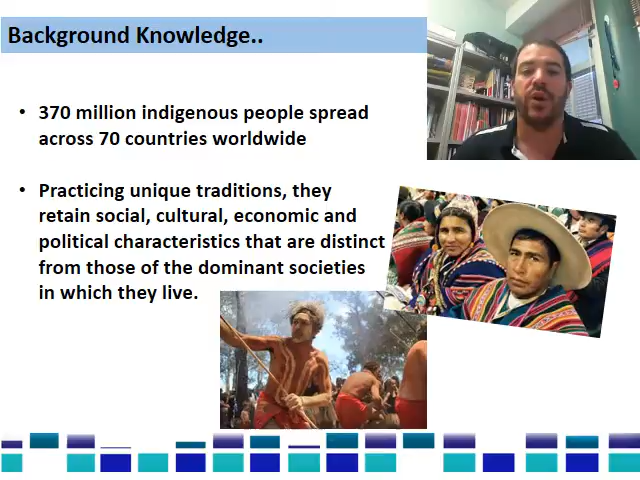 Background Knowledge..
• 370 million indigenous people spread
across 70 countries worldwide
• Practicing unique traditions, they
retain social, cultural, economic and
political characteristics that are distinct
from those of the dominant societies
in which they live.